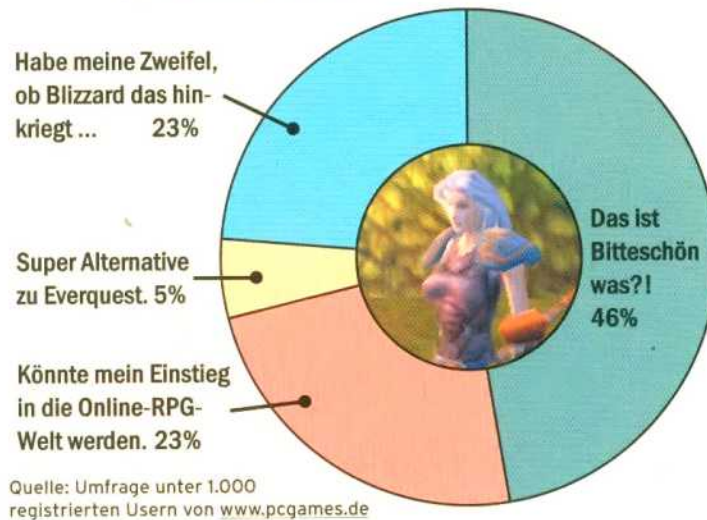 Habe meine Zweifel,
ob Blizzard das hin-
kriegt ... 23%
Super Alternative
zu Everquest. 5%
Könnte mein Einstieg
in die Online-RPG-
Welt werden. 23%
Das ist
Bitteschön
was?!
46%
Quelle: Umfrage unter 1.000
registrierten Usern von www.pcgames.de